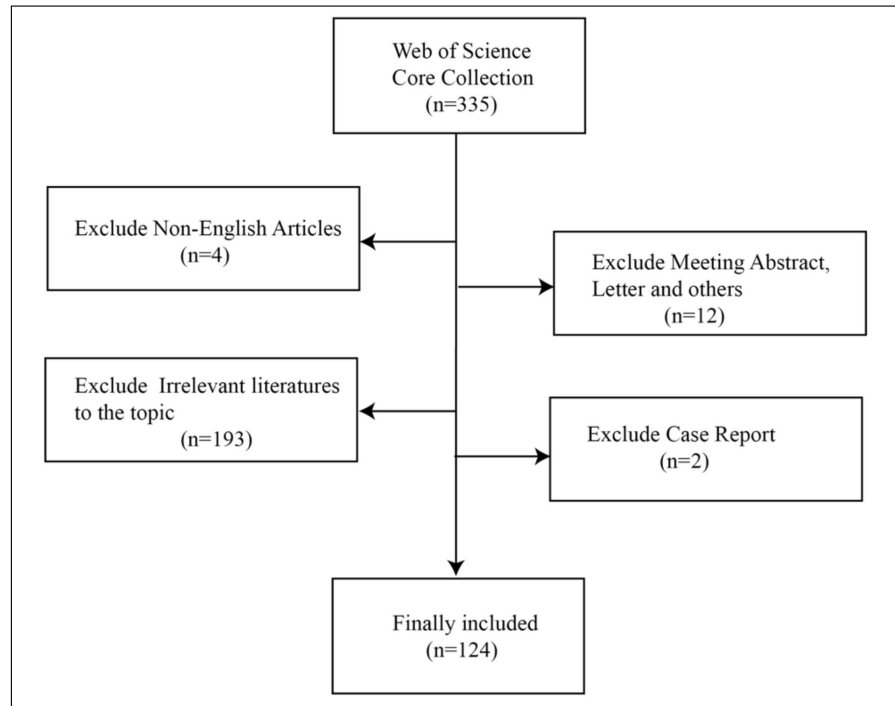 Web of Science
Core Collection
(n=335)
Exclude Non-English Articles
(n=4)
Exclude Meeting Abstract,
Letter and others
(n=12)
Exclude Irrelevant literatures
to the topic
(n=193)
Exclude Case Report
(n=2)
Finally included
(n=124)